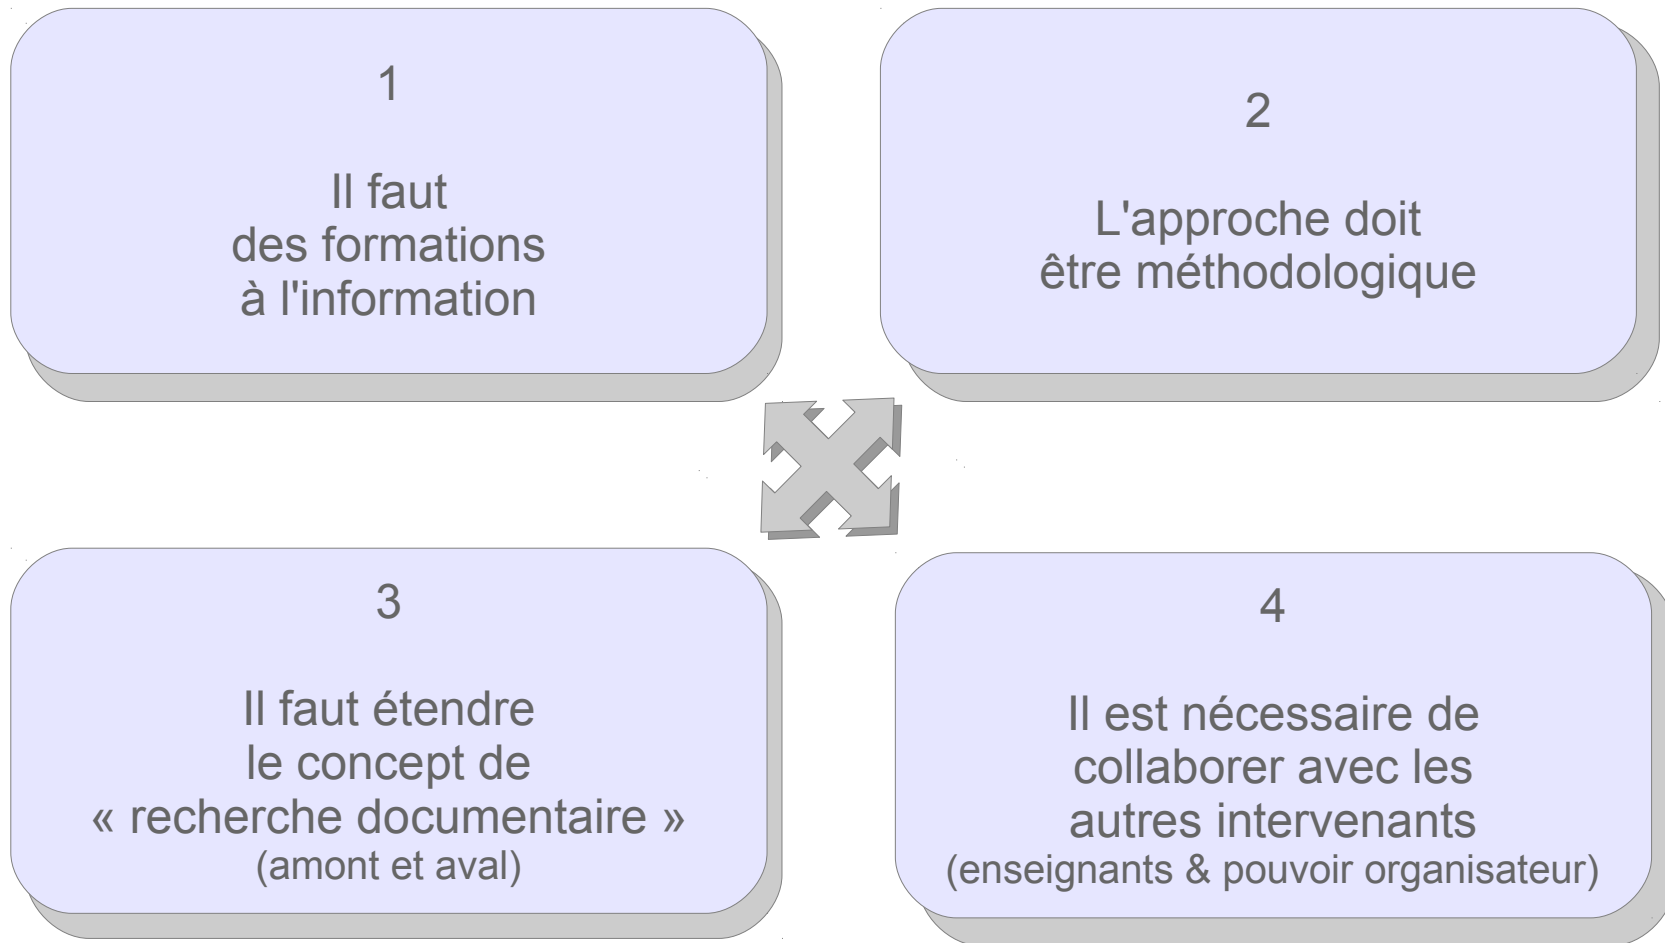 1
Il faut
des formations
à l'information
2
L'approche doit
être méthodologique
3
Il faut étendre
le concept de
« recherche documentaire »
(amont et aval)
4
Il est nécessaire de
collaborer avec les
autres intervenants
(enseignants & pouvoir organisateur)